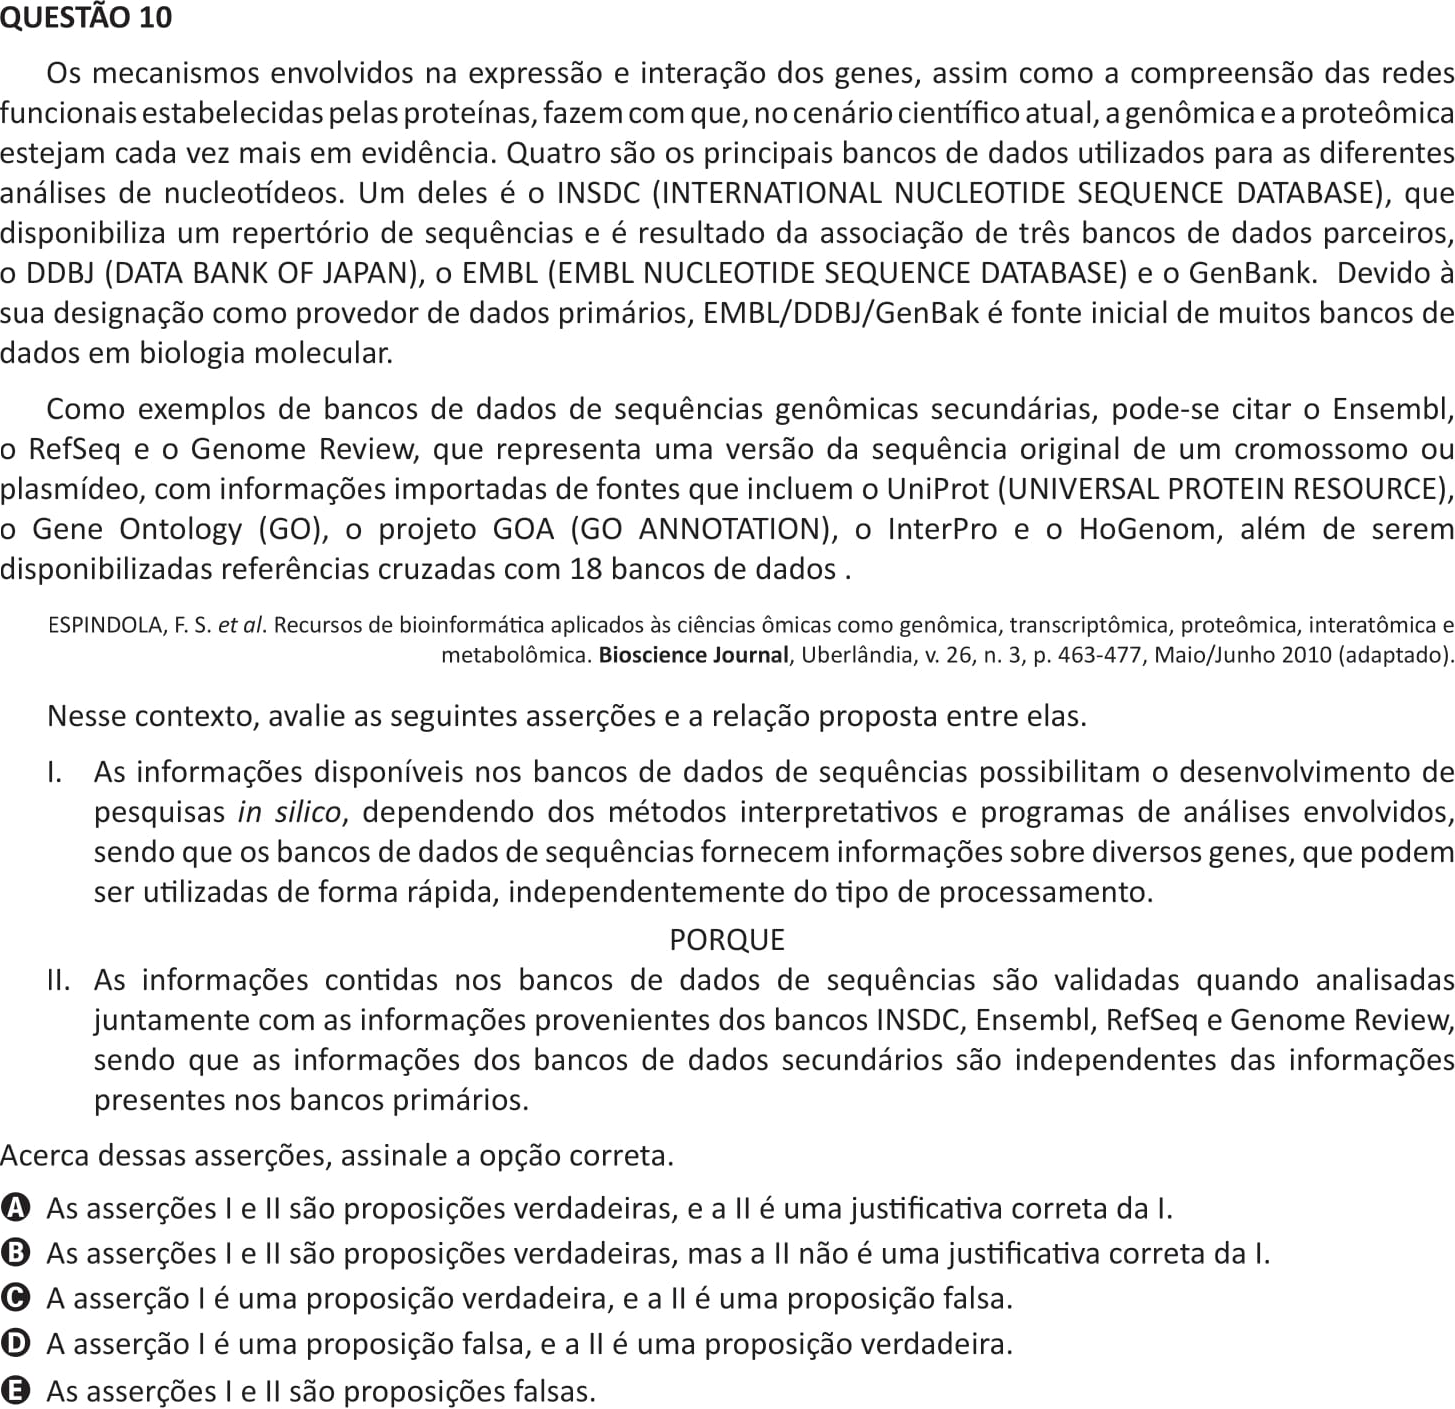 QUESTÃO 10
Os mecanismos envolvidos na expressão e interação dos genes, assim como a compreensão das redes
funcionais estabelecidas pelas proteínas, fazem com que, no cenário científico atual, a genômica e a proteômica
estejam cada vez mais em evidência. Quatro são os principais bancos de dados utilizados para as diferentes
análises de nucleotídeos. Um deles é o INSDC (INTERNATIONAL NUCLEOTIDE SEQUENCE DATABASE), que
disponibiliza um repertório de sequências e é resultado da associação de três bancos de dados parceiros,
o DDBJ (DATA BANK OF JAPAN), o EMBL (EMBL NUCLEOTIDE SEQUENCE DATABASE) e o GenBank. Devido à
sua designação como provedor de dados primários, EMBL/DDBJ/GenBak é fonte inicial de muitos bancos de
dados em biologia molecular.
Como exemplos de bancos de dados de sequências genômicas secundárias, pode-se citar o Ensembl,
o RefSeq e o Genome Review, que representa uma versão da sequência original de um cromossomo ou
plasmídeo, com informações importadas de fontes que incluem o UniProt (UNIVERSAL PROTEIN RESOURCE),
o Gene Ontology (GO), o projeto GOA (GO ANNOTATION), o InterPro e o HoGenom, além de serem
disponibilizadas referências cruzadas com 18 bancos de dados .
ESPINDOLA, F. S. et al. Recursos de bioinformática aplicados às ciências ômicas como genômica, transcriptômica, proteômica, interatômica e
metabolômica. Bioscience Journal, Uberlândia, v. 26, n. 3, p. 463-477, Maio/Junho 2010 (adaptado).
Nesse contexto, avalie as seguintes asserções e a relação proposta entre elas.
I. As informações disponíveis nos bancos de dados de sequências possibilitam o desenvolvimento de
pesquisas in silico, dependendo dos métodos interpretativos e programas de análises envolvidos,
sendo que os bancos de dados de sequências fornecem informações sobre diversos genes, que podem
ser utilizadas de forma rápida, independentemente do tipo de processamento.
PORQUE
II. As informações contidas nos bancos de dados de sequências são validadas quando analisadas
juntamente com as informações provenientes dos bancos INSDC, Ensembl, RefSeq e Genome Review,
sendo que as informações dos bancos de dados secundários são independentes das informações
presentes nos bancos primários.
Acerca dessas asserções, assinale a opção correta.
A As asserções I e II são proposições verdadeiras, e a II é uma justificativa correta da I.
B As asserções I e II são proposições verdadeiras, mas a II não é uma justificativa correta da I.
C A asserção I é uma proposição verdadeira, e a II é uma proposição falsa.
D A asserção I é uma proposição falsa, e a II é uma proposição verdadeira.
E As asserções I e II são proposições falsas.